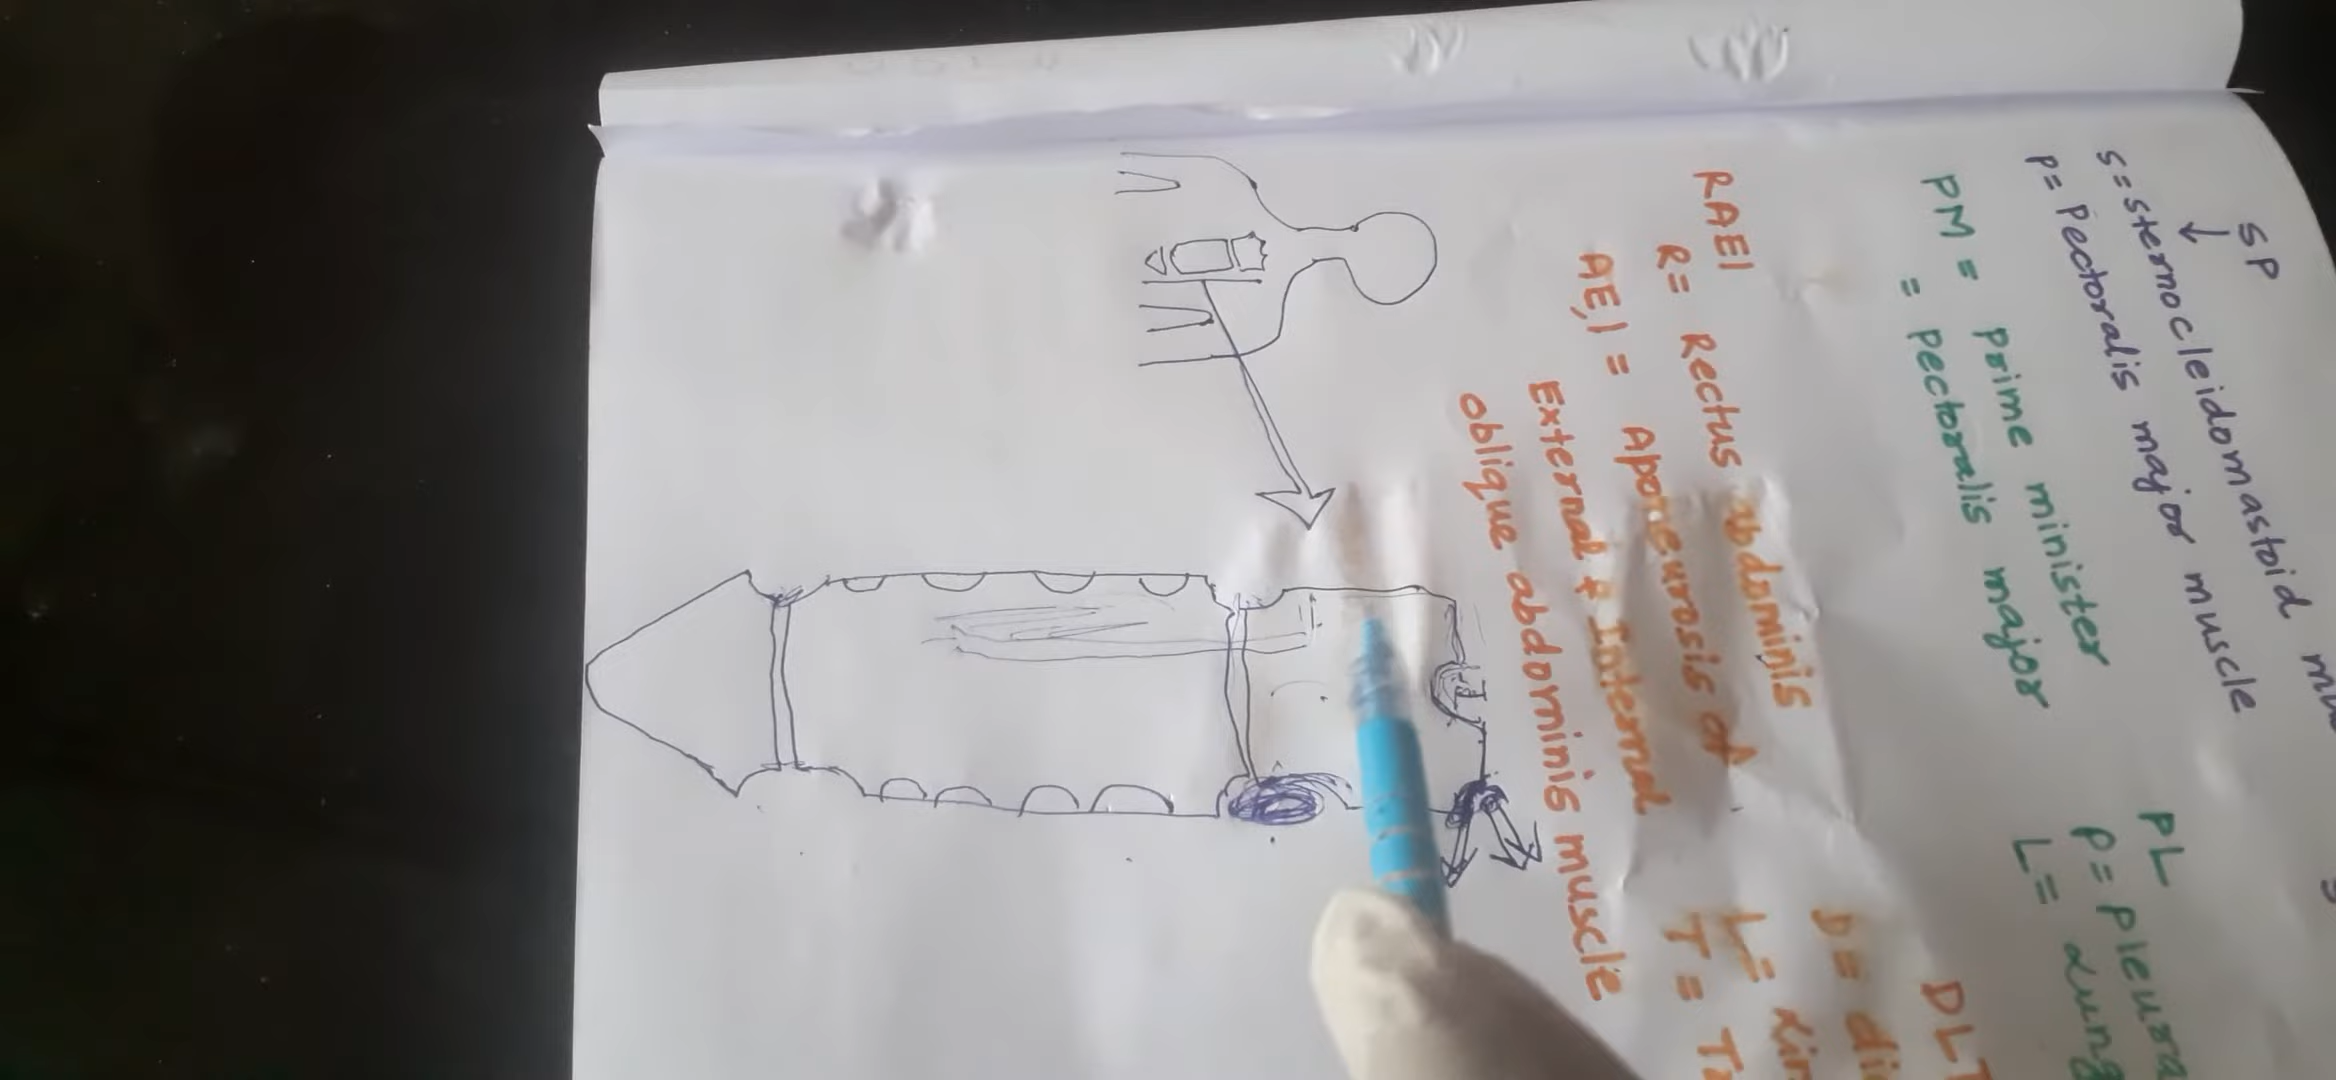 SP
↓
S = sternocleidomastoid
P = Pectoralis major muscle
PM = prime minister
= pectoralis major
RAEI
R = Rectus abdominis
AE,I = Aponeurosis of
External & Internal
oblique abdominis muscle
PL
P = pleura
L = Lung
DLT
D =
L =
T =